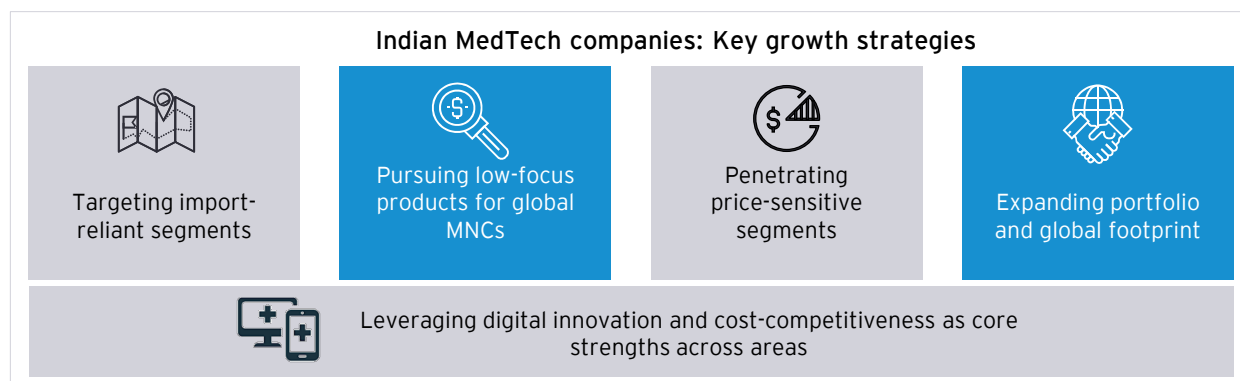 Indian MedTech companies: Key growth strategies
Targeting import-
reliant segments
Pursuing low-focus
products for global
MNCs
Penetrating
price-sensitive
segments
Expanding portfolio
and global footprint
Leveraging digital innovation and cost-competitiveness as core
strengths across areas